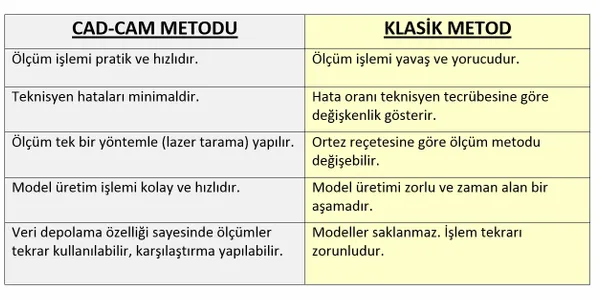 CAD-CAM METODU
KLASİK METOD
Ölçüm işlemi pratik ve hızlıdır.
Ölçüm işlemi yavaş ve yorucudur.
Teknisyen hataları minimaldir.
Hata oranı teknisyen tecrübesine göre
değişkenlik gösterir.
Ölçüm tek bir yöntemle (lazer tarama) yapılır.
Ortez reçetesine göre ölçüm metodu
değişebilir.
Model üretim işlemi kolay ve hızlıdır.
Model üretimi zorlu ve zaman alan bir
aşamadır.
Veri depolama özelliği sayesinde ölçümler
tekrar kullanılabilir, karşılaştırma yapılabilir.
Modeller saklanmaz. İşlem tekrarı
zorunludur.